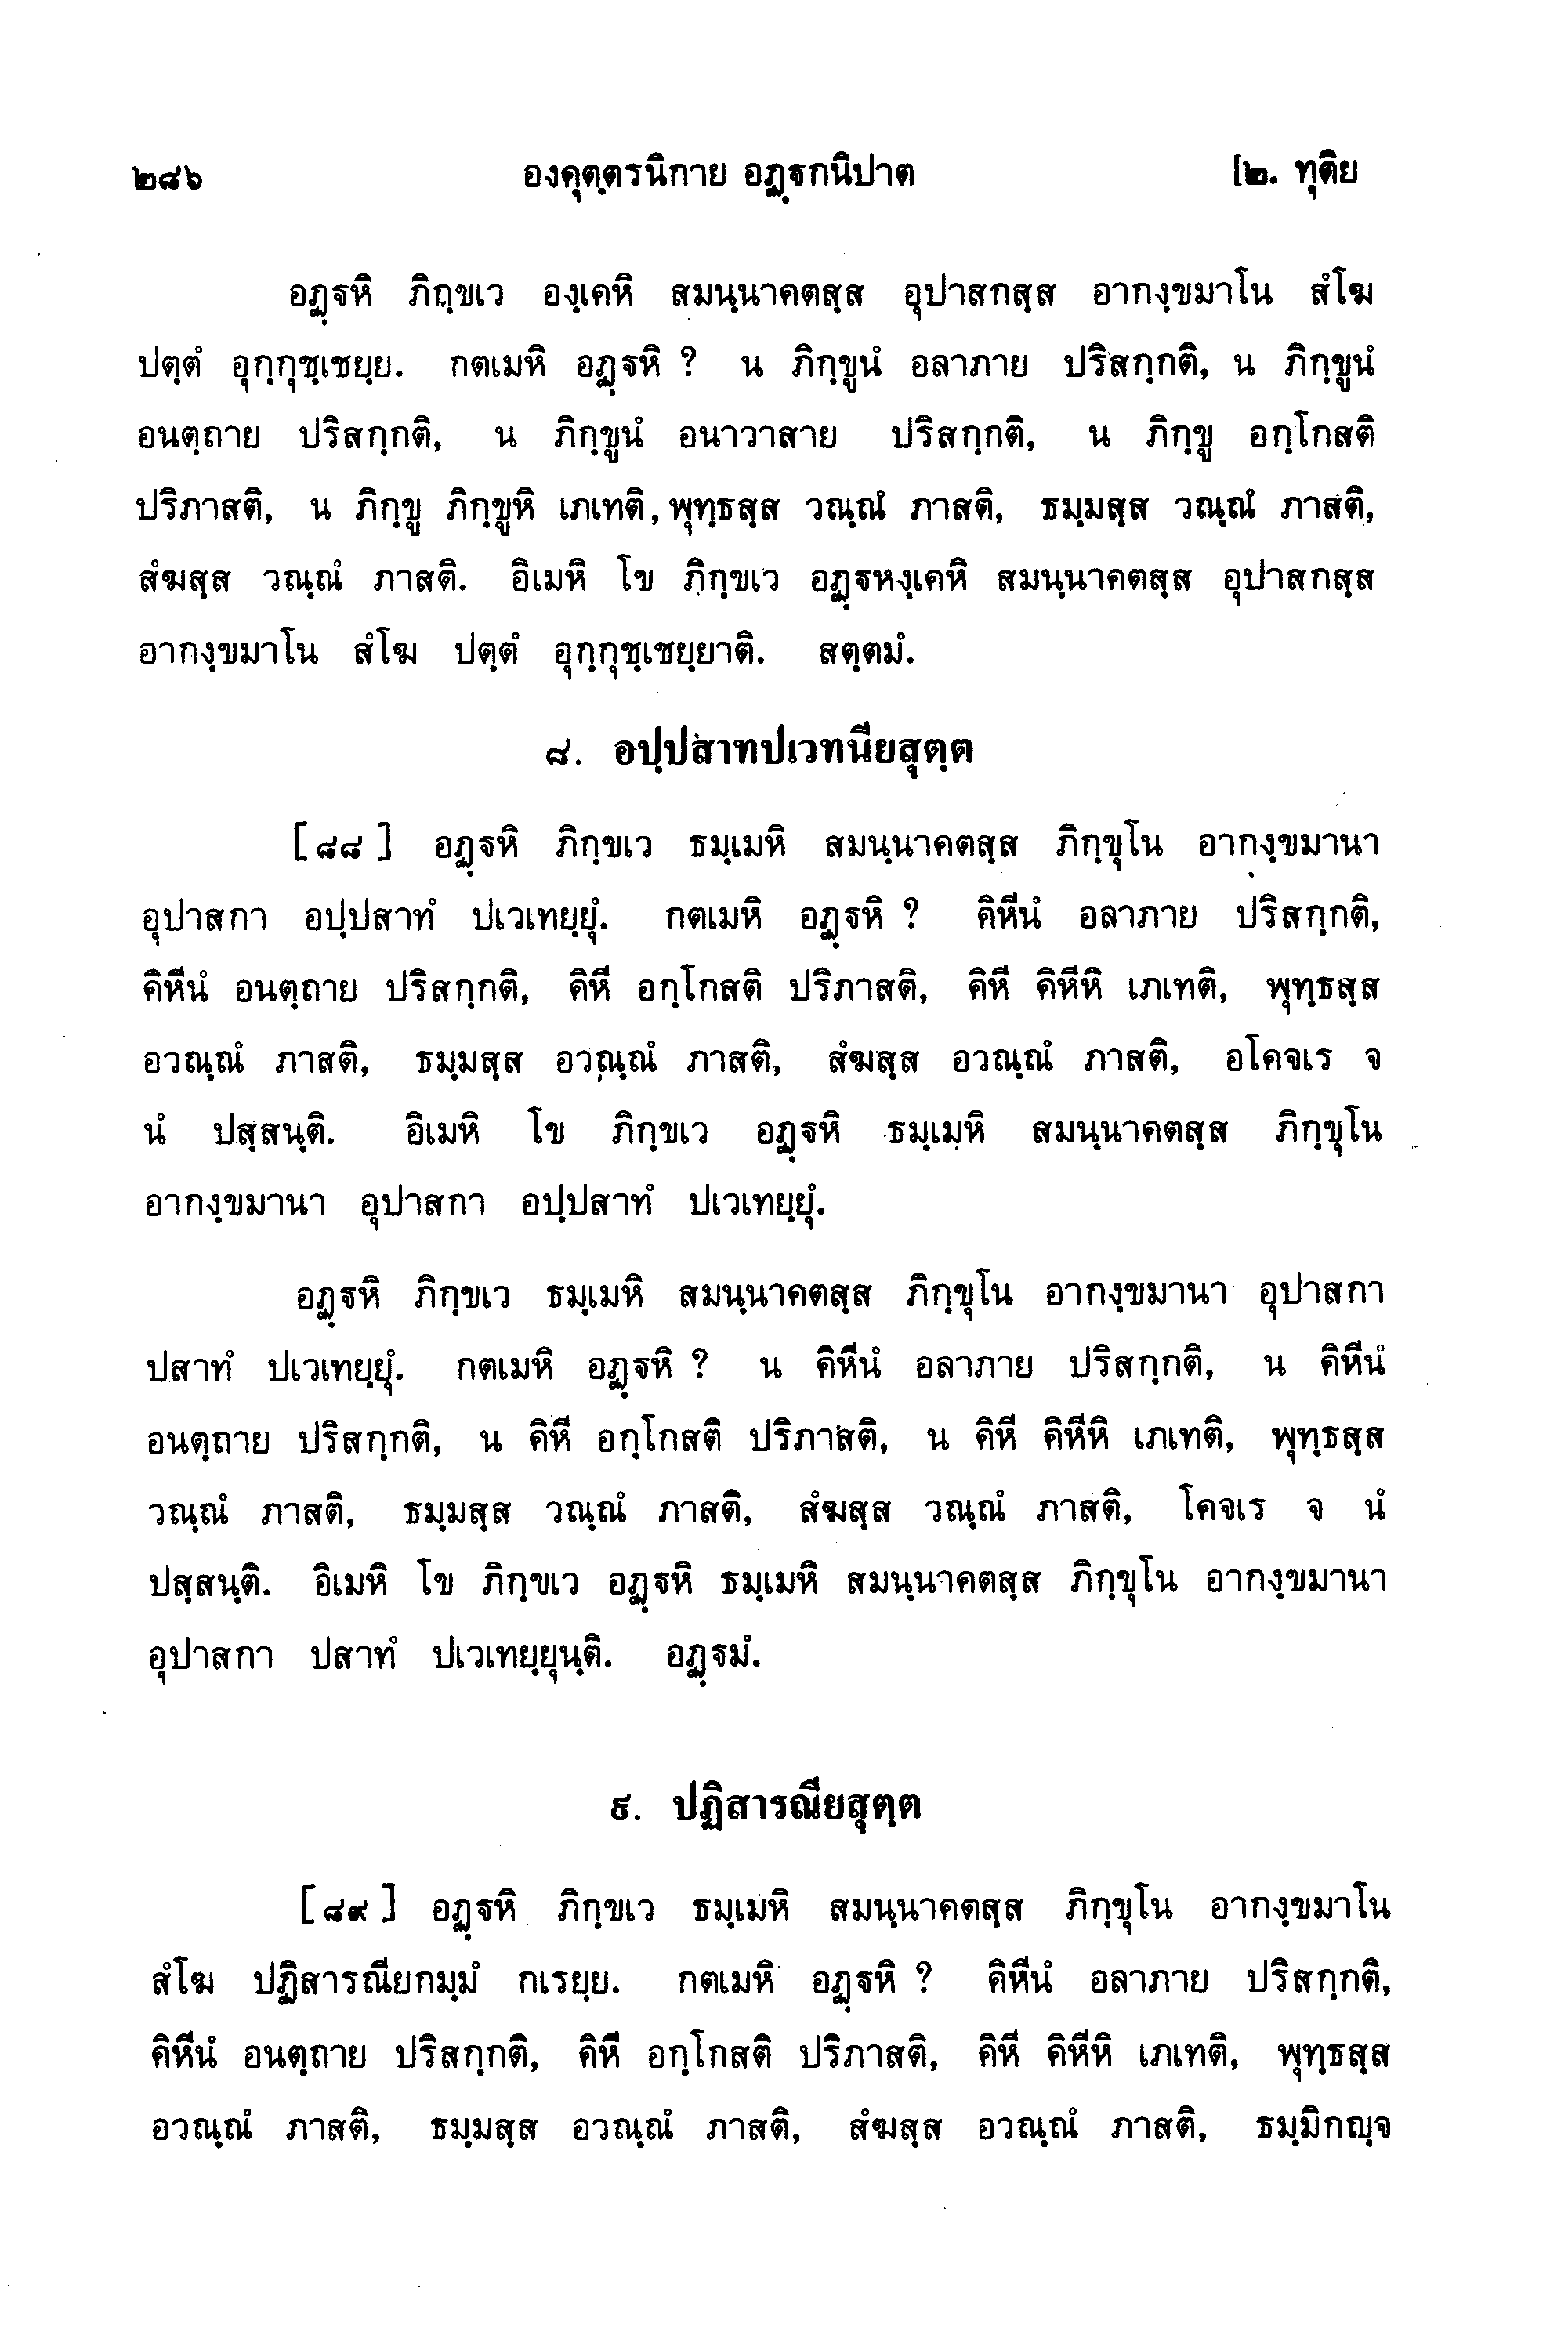 ๒๘๖ องฺคุตฺตรนิกาย อฏฺฐกนิปาต [๒. ทุติย
อฏฺฐหิ ภิกฺขเว องฺเคหิ สมนฺนาคตสฺส อุปาสกสฺส อากงฺขมาโน สํโฆ
ปตฺตํ อุกฺกุชฺเชยฺย. กตเมหิ อฏฺฐหิ ? น ภิกฺขูนํ อลาภาย ปริสกฺกติ, น ภิกฺขูนํ
อนตฺถาย ปริสกฺกติ, น ภิกฺขูนํ อนาวาสาย ปริสกฺกติ, น ภิกฺขู อกฺโกสติ
ปริภาสติ, น ภิกฺขู ภิกฺขูหิ เภเทติ, พุทฺธสฺส วณฺณํ ภาสติ, ธมฺมสฺส วณฺณํ ภาสติ,
สํฆสฺส วณฺณํ ภาสติ. อิเมหิ โข ภิกฺขเว อฏฺฐหงฺเคหิ สมนฺนาคตสฺส อุปาสกสฺส
อากงฺขมาโน สํโฆ ปตฺตํ อุกฺกุชฺเชยฺยาติ. สตฺตมํ.
๘. อปฺปสาทปเวทนียสุตฺต
[๘๘] อฏฺฐหิ ภิกฺขเว ธมฺเมหิ สมนฺนาคตสฺส ภิกฺขุโน อากงฺขมานา
อุปาสกา อปฺปสาทํ ปเวเทยฺยุํ. กตเมหิ อฏฺฐหิ ? คิหีนํ อลาภาย ปริสกฺกติ,
คิหีนํ อนตฺถาย ปริสกฺกติ, คิหี อกฺโกสติ ปริภาสติ, คิหี คิหีหิ เภเทติ, พุทฺธสฺส
อวณฺณํ ภาสติ, ธมฺมสฺส อวณฺณํ ภาสติ, สํฆสฺส อวณฺณํ ภาสติ, อโคจเร จ
นํ ปสฺสนฺติ. อิเมหิ โข ภิกฺขเว อฏฺฐหิ ธมฺเมหิ สมนฺนาคตสฺส ภิกฺขุโน
อากงฺขมานา อุปาสกา อปฺปสาทํ ปเวเทยฺยุํ.
อฏฺฐหิ ภิกฺขเว ธมฺเมหิ สมนฺนาคตสฺส ภิกฺขุโน อากงฺขมานา อุปาสกา
ปสาทํ ปเวเทยฺยุํ. กตเมหิ อฏฺฐหิ ? น คิหีนํ อลาภาย ปริสกฺกติ, น คิหีนํ
อนตฺถาย ปริสกฺกติ, น คิหี อกฺโกสติ ปริภาสติ, น คิหี คิหีหิ เภเทติ, พุทฺธสฺส
วณฺณํ ภาสติ, ธมฺมสฺส วณฺณํ ภาสติ, สํฆสฺส วณฺณํ ภาสติ, โคจเร จ นํ
ปสฺสนฺติ. อิเมหิ โข ภิกฺขเว อฏฺฐหิ ธมฺเมหิ สมนฺนาคตสฺส ภิกฺขุโน อากงฺขมานา
อุปาสกา ปสาทํ ปเวเทยฺยุนฺติ. อฏฺฐมํ.
๙. ปฏิสารณียสุตฺต
[๘๙] อฏฺฐหิ ภิกฺขเว ธมฺเมหิ สมนฺนาคตสฺส ภิกฺขุโน อากงฺขมาโน
สํโฆ ปฏิสารณียกมฺมํ กเรยฺย. กตเมหิ อฏฺฐหิ ? คิหีนํ อลาภาย ปริสกฺกติ,
คิหีนํ อนตฺถาย ปริสกฺกติ, คิหี อกฺโกสติ ปริภาสติ, คิหี คิหีหิ เภเทติ, พุทฺธสฺส
อวณฺณํ ภาสติ, ธมฺมสฺส อวณฺณํ ภาสติ, สํฆสฺส อวณฺณํ ภาสติ, ธมฺมิกญฺจ